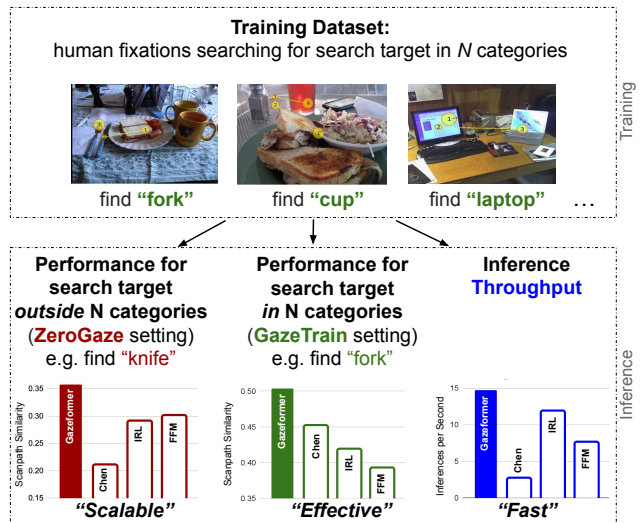 Training Dataset:
human fixations searching for search target in N categories
find “fork”
find “cup”
find “laptop”
...
Training
Performance for
search target
outside N categories
(ZeroGaze setting)
e.g. find “knife”
Performance for
search target
in N categories
(GazeTrain setting)
e.g. find “fork”
Inference
Throughput
Inference
Scanpath Similarity
0.35
0.30
0.25
0.20
0.15
Gazeformer
Chen
IRL
FFM
“Scalable”
Scanpath Similarity
0.50
0.45
0.40
0.35
Gazeformer
Chen
IRL
FFM
“Effective”
Inferences per Second
15
10
5
0
Gazeformer
Chen
IRL
FFM
“Fast”